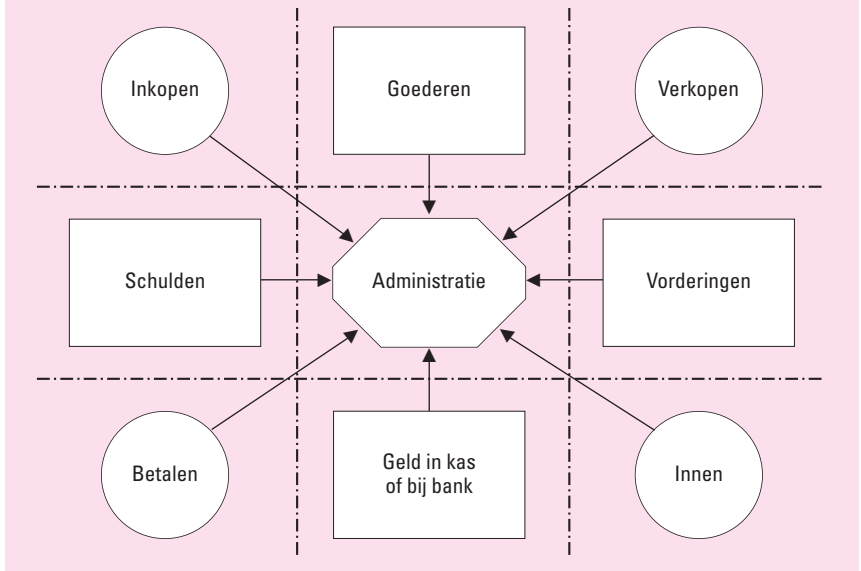 Inkopen
Goederen
Verkopen
Schulden
Administratie
Vorderingen
Betalen
Geld in kas
of bij bank
Innen